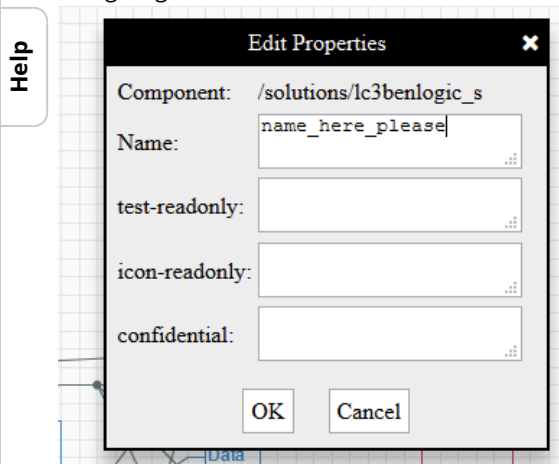 Help
Edit Properties
Component: /solutions/lc3benlogic_s
Name: name_here_please
test-readonly:
icon-readonly:
confidential:
OK Cancel
Data